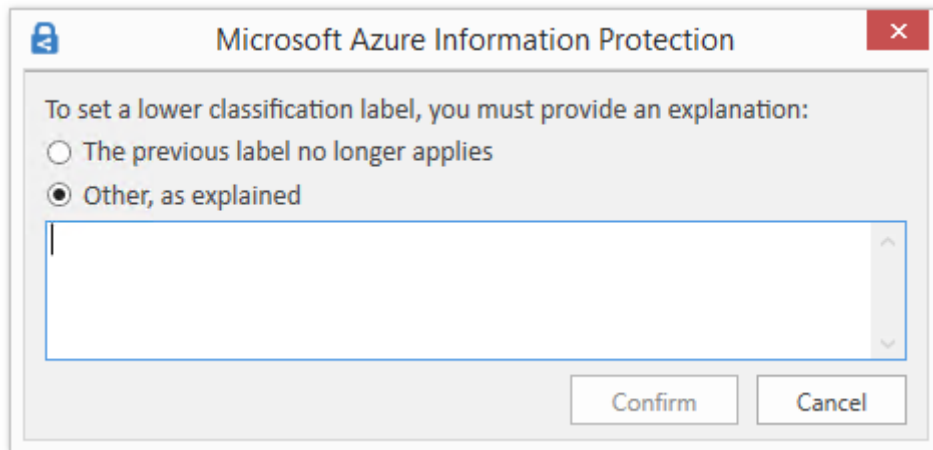 Microsoft Azure Information Protection
To set a lower classification label, you must provide an explanation:
The previous label no longer applies
Other, as explained
Confirm Cancel